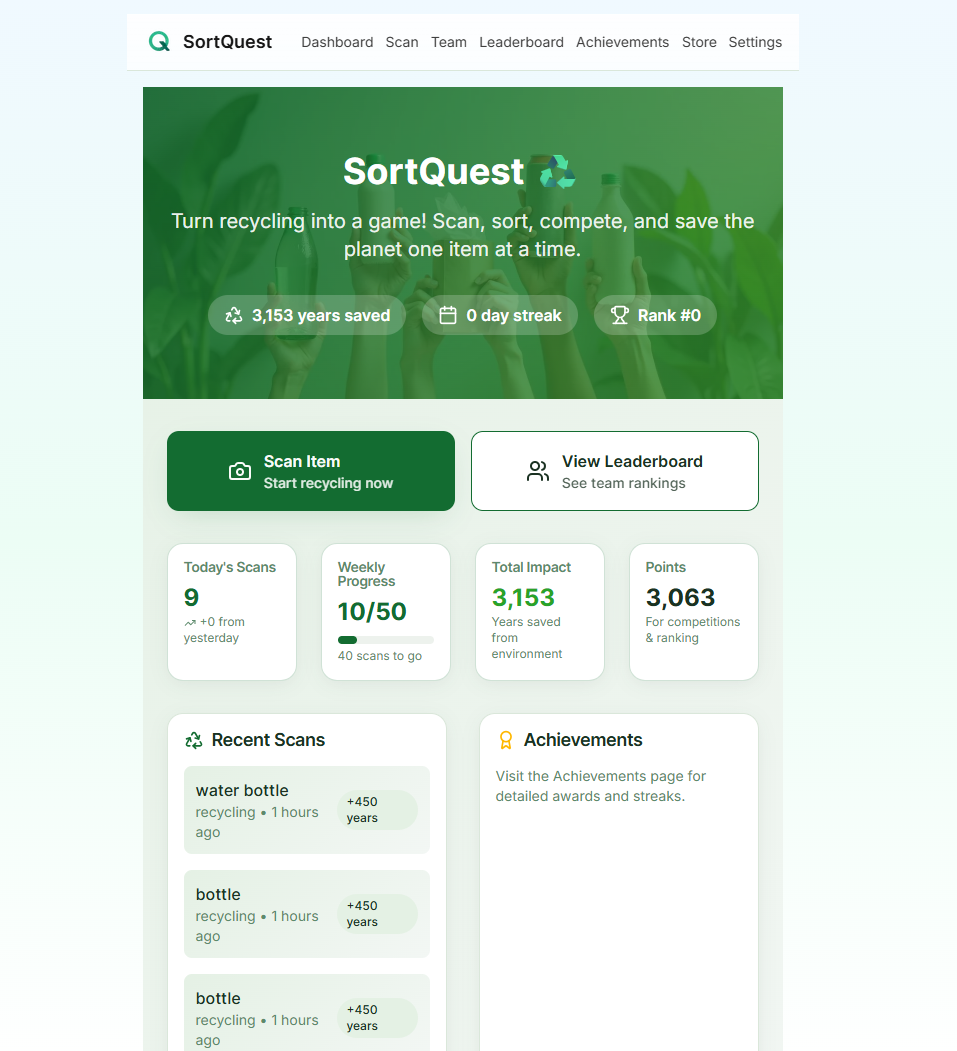 SortQuest
Dashboard Scan Team Leaderboard Achievements Store Settings
SortQuest
Turn recycling into a game! Scan, sort, compete, and save the
planet one item at a time.
3,153 years saved
0 day streak
Rank #0
Scan Item
Start recycling now
View Leaderboard
See team rankings
Today's Scans
9
+0 from
yesterday
Weekly
Progress
10/50
40 scans to go
Total Impact
3,153
Years saved
from
environment
Points
3,063
For competitions
& ranking
Recent Scans
water bottle
recycling • 1 hours
ago
+450
years
bottle
recycling • 1 hours
ago
+450
years
bottle
recycling • 1 hours
ago
+450
years
Achievements
Visit the Achievements page for
detailed awards and streaks.